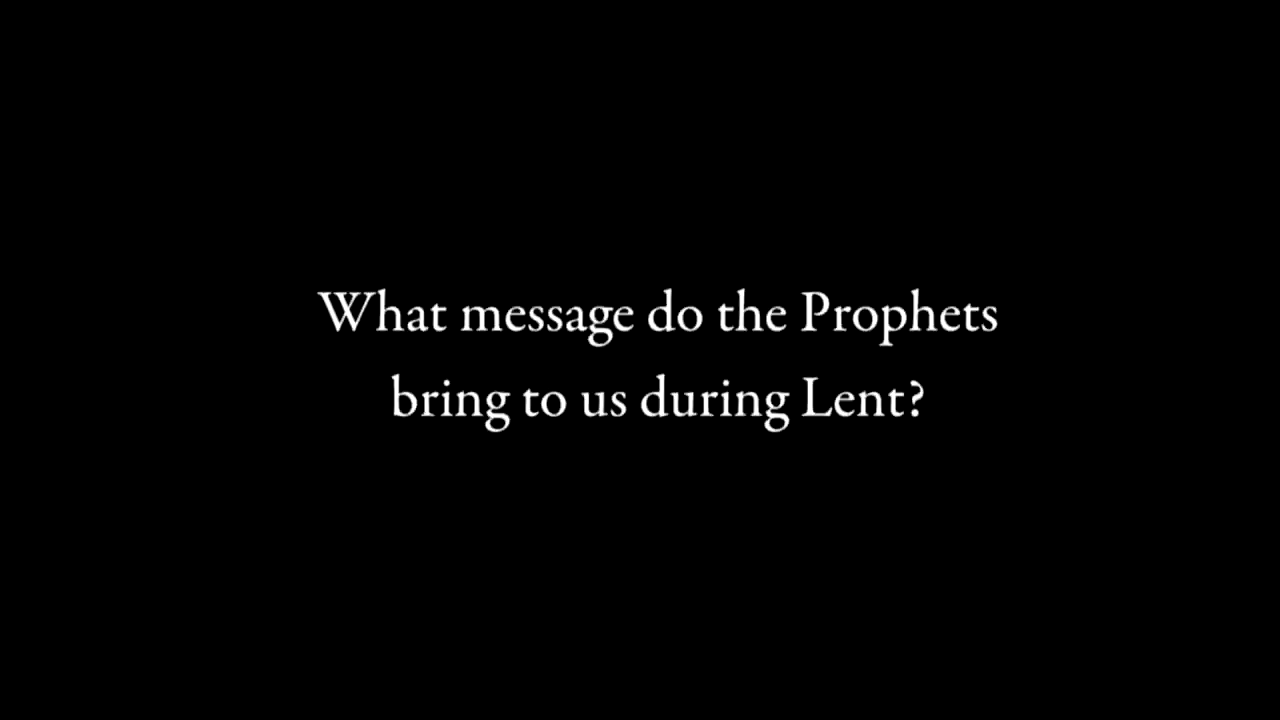 What message do the Prophets
bring to us during Lent?